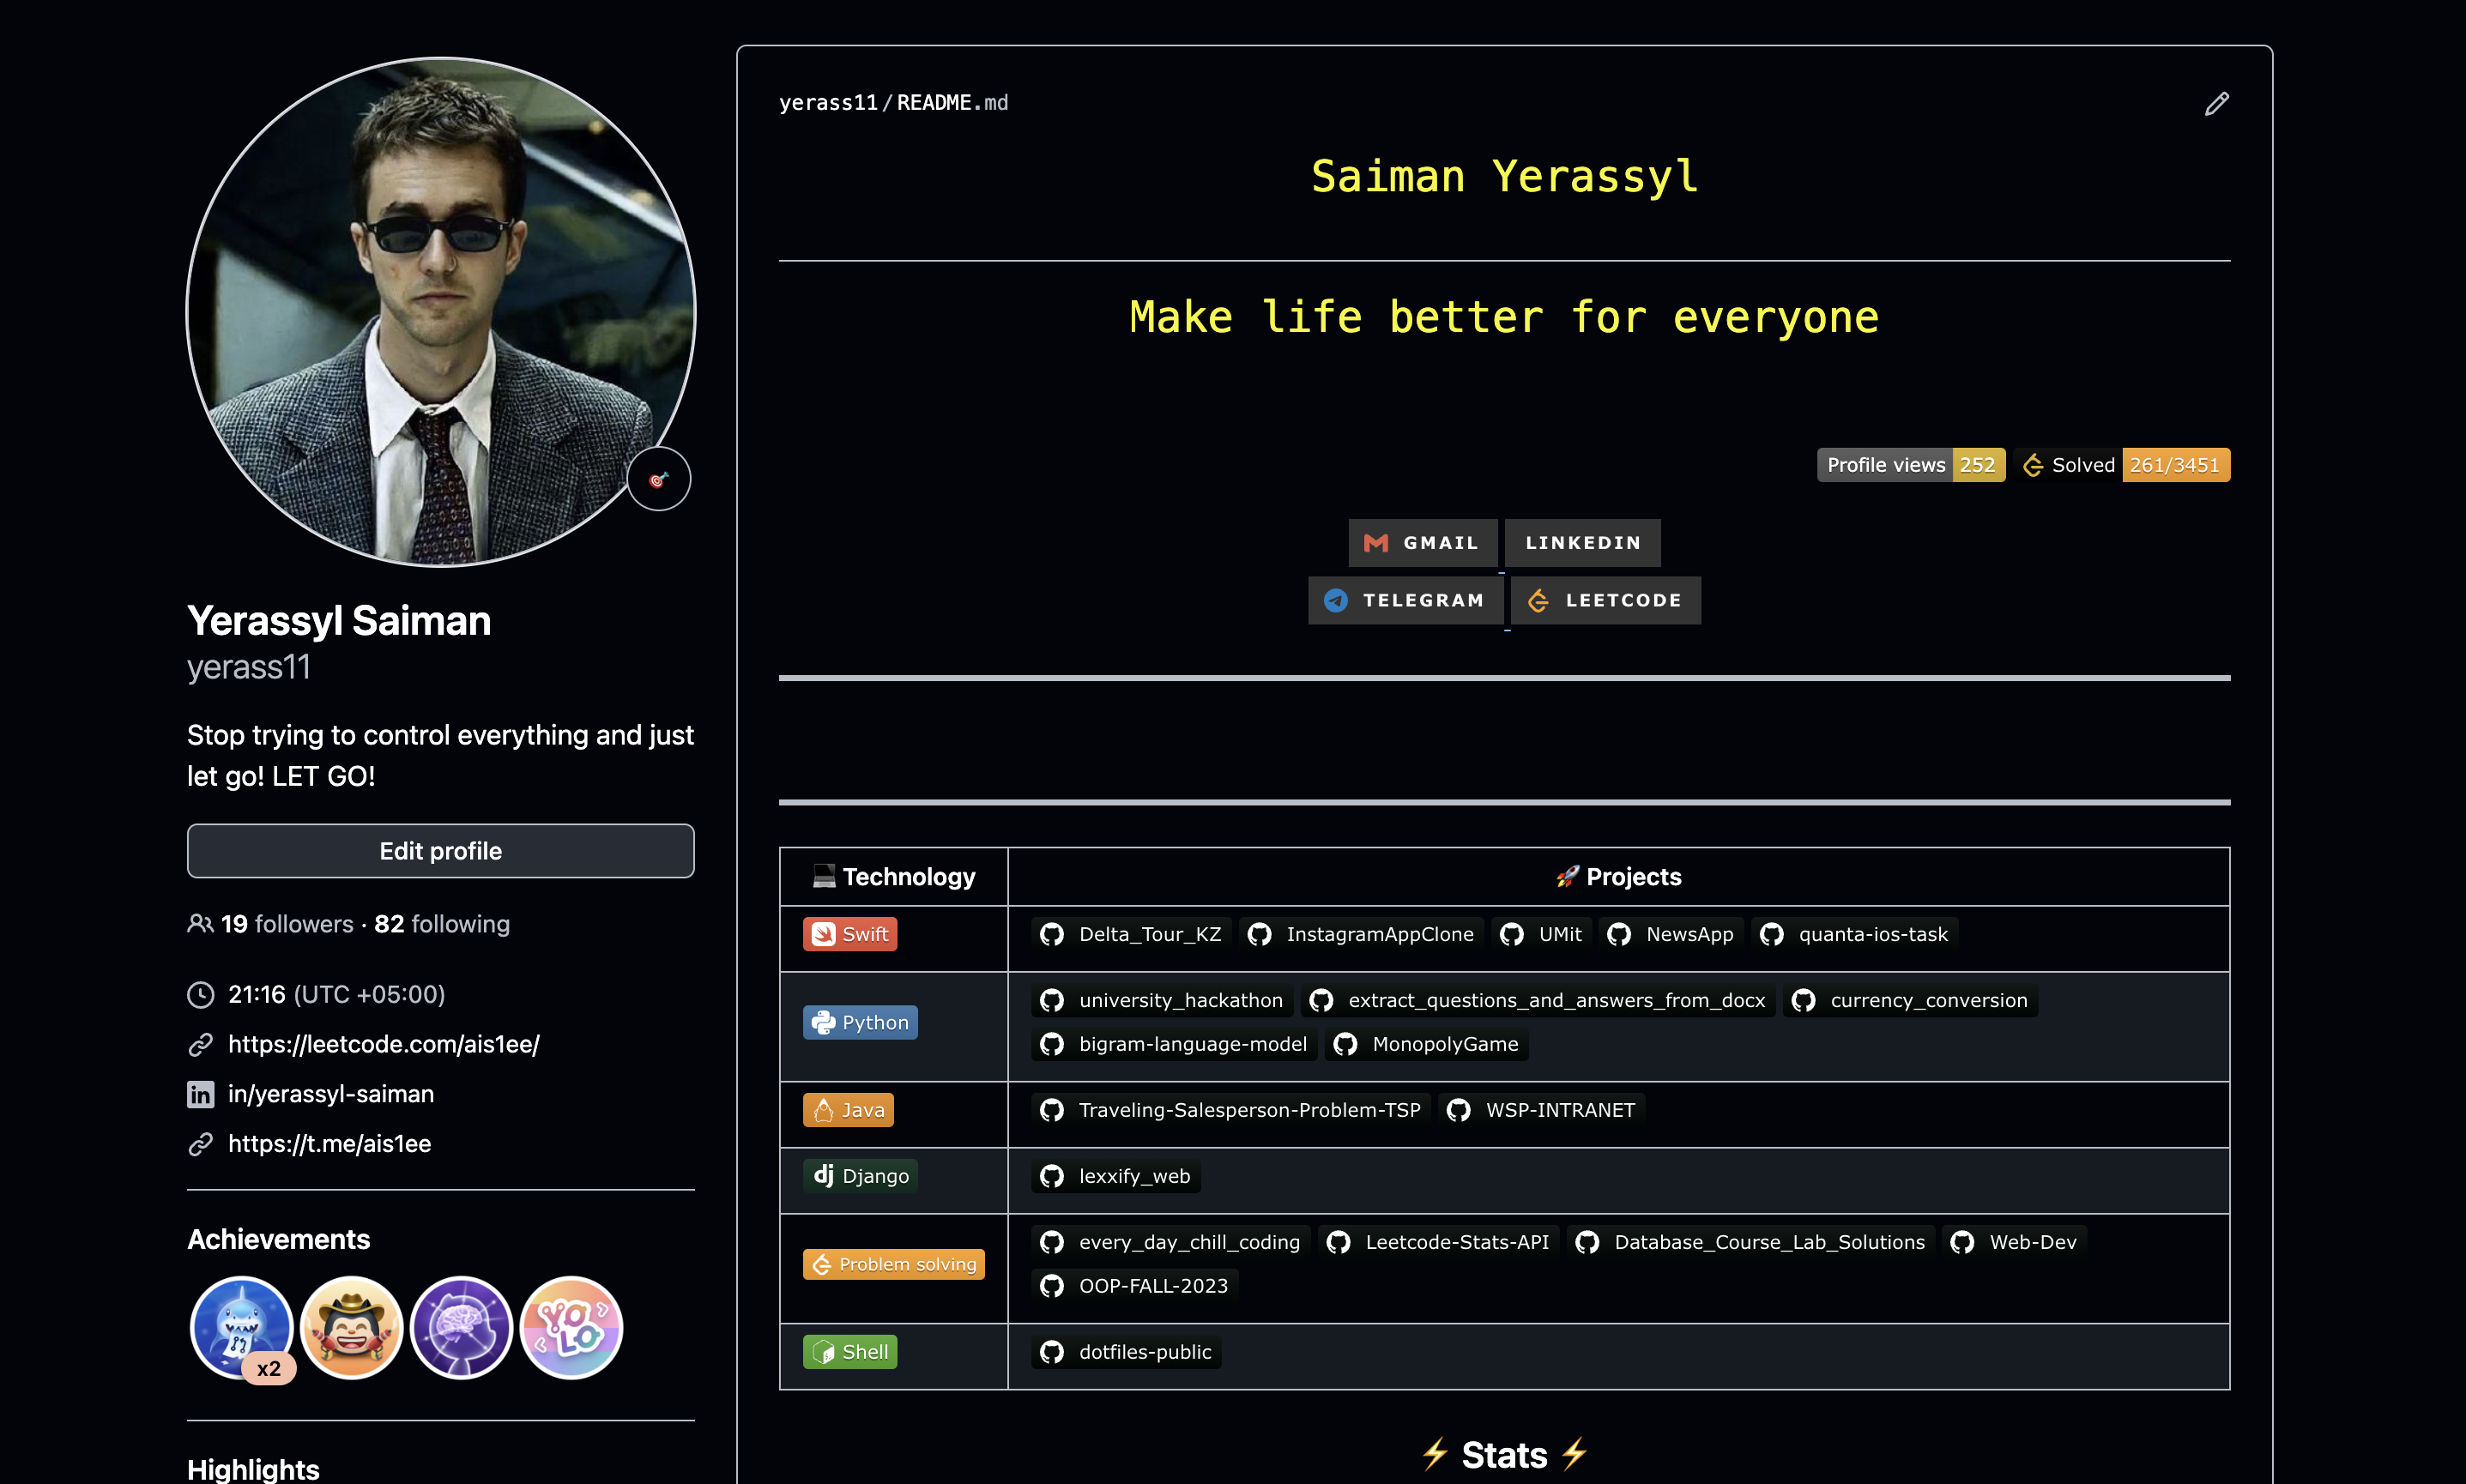 Yerassyl Saiman
yerass11
Stop trying to control everything and just
let go! LET GO!
Edit profile
19 followers · 82 following
21:16 (UTC +05:00)
https://leetcode.com/ais1ee/
in/yerassyl-saiman
https://t.me/ais1ee
Achievements
YOLO
x2
Highlights
yerass11/README.md
Saiman Yerassyl
Make life better for everyone
Profile views 252 Solved 261/3451
GMAIL LINKEDIN
TELEGRAM LEETCODE
Technology Projects
Swift Delta_Tour_KZ InstagramAppClone UMit NewsApp quanta-ios-task
Python university_hackathon extract_questions_and_answers_from_docx currency_conversion
bigram-language-model MonopolyGame
Java Traveling-Salesperson-Problem-TSP WSP-INTRANET
dj Django lexxify_web
Problem solving every_day_chill_coding Leetcode-Stats-API Database_Course_Lab_Solutions Web-Dev
OOP-FALL-2023
Shell dotfiles-public
⚡ Stats ⚡